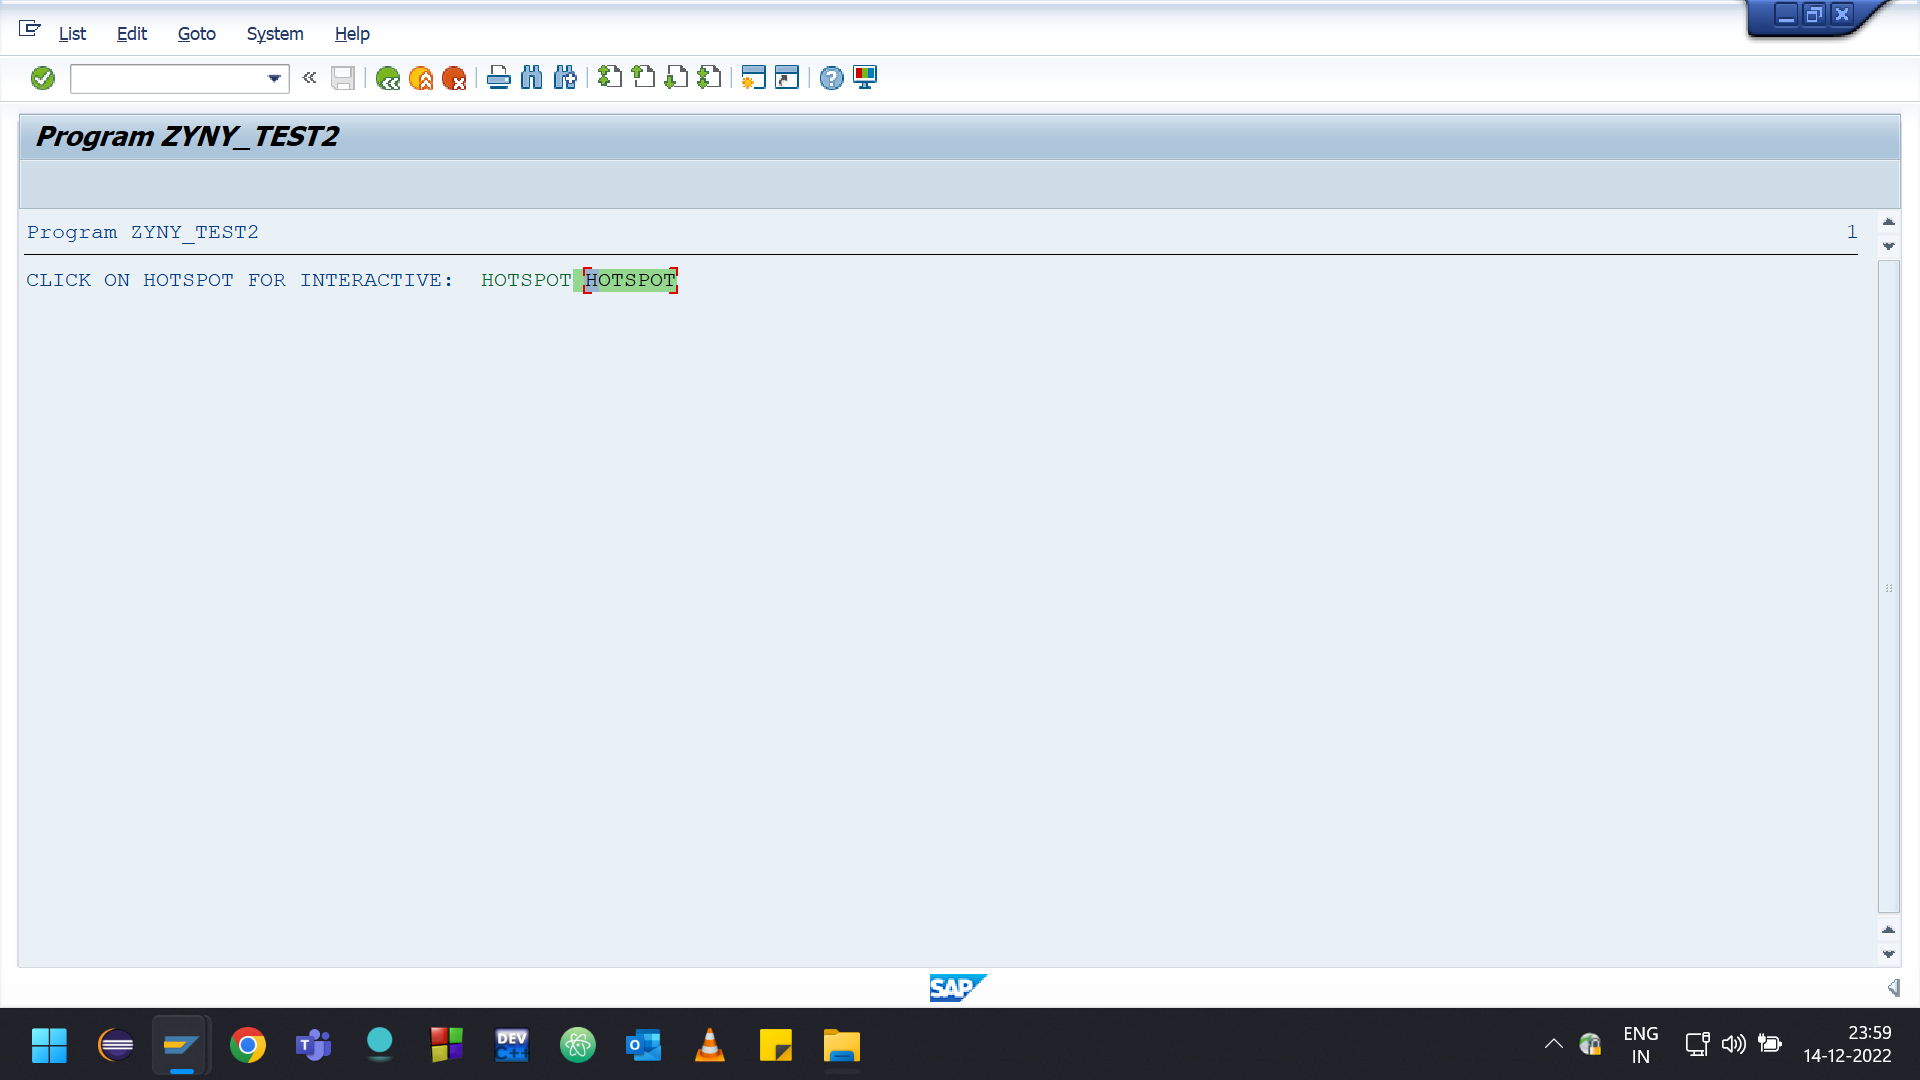 List Edit Goto System Help
Program ZYNY_TEST2
Program ZYNY_TEST2 1
CLICK ON HOTSPOT FOR INTERACTIVE: HOTSPOT HOTSPOT
SAP
DEV
C++
ENG
IN
23:59
14-12-2022